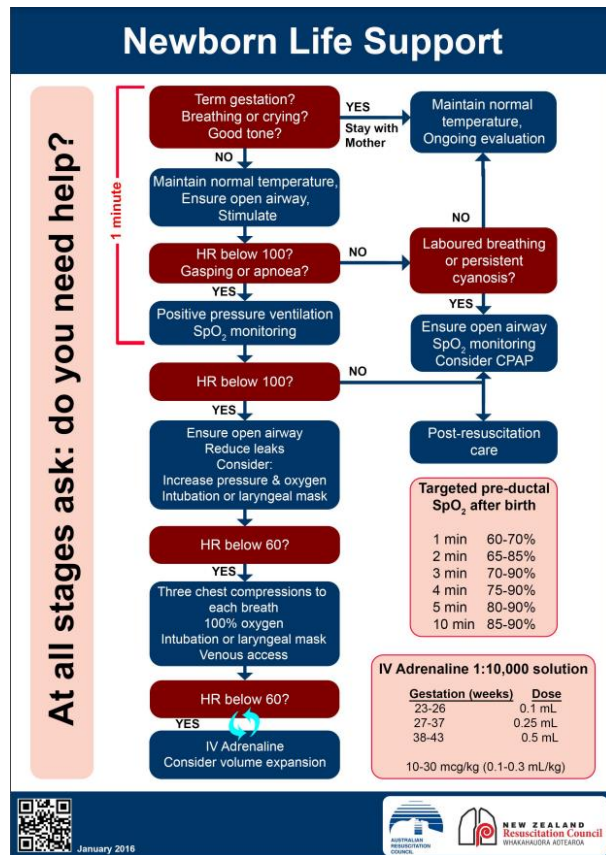 Newborn Life Support
At all stages ask: do you need help?
1 minute
Term gestation?
Breathing or crying?
Good tone?
YES
Stay with
Mother
Maintain normal temperature,
Ongoing evaluation
NO
Maintain normal temperature,
Ensure open airway,
Stimulate
HR below 100?
Gasping or apnoea?
NO
Laboured breathing
or persistent
cyanosis?
NO
YES
YES
Positive pressure ventilation
SpO₂ monitoring
Ensure open airway
SpO₂ monitoring
Consider CPAP
HR below 100?
NO
YES
Post-resuscitation
care
Ensure open airway
Reduce leaks
Consider:
Increase pressure & oxygen
Intubation or laryngeal mask
HR below 60?
YES
Three chest compressions to
each breath
100% oxygen
Intubation or laryngeal mask
Venous access
HR below 60?
YES
IV Adrenaline
Consider volume expansion
Targeted pre-ductal
SpO₂ after birth
1 min 60-70%
2 min 65-85%
3 min 70-90%
4 min 75-90%
5 min 80-90%
10 min 85-90%
IV Adrenaline 1:10,000 solution
Gestation (weeks) Dose
23-26 0.1 mL
27-37 0.25 mL
38-43 0.5 mL
10-30 mcg/kg (0.1-0.3 mL/kg)
January 2016
AUSTRALIAN
RESUSCITATION
COUNCIL
NEW ZEALAND
Resuscitation Council
WHAKAHAUORA AOTEAROA